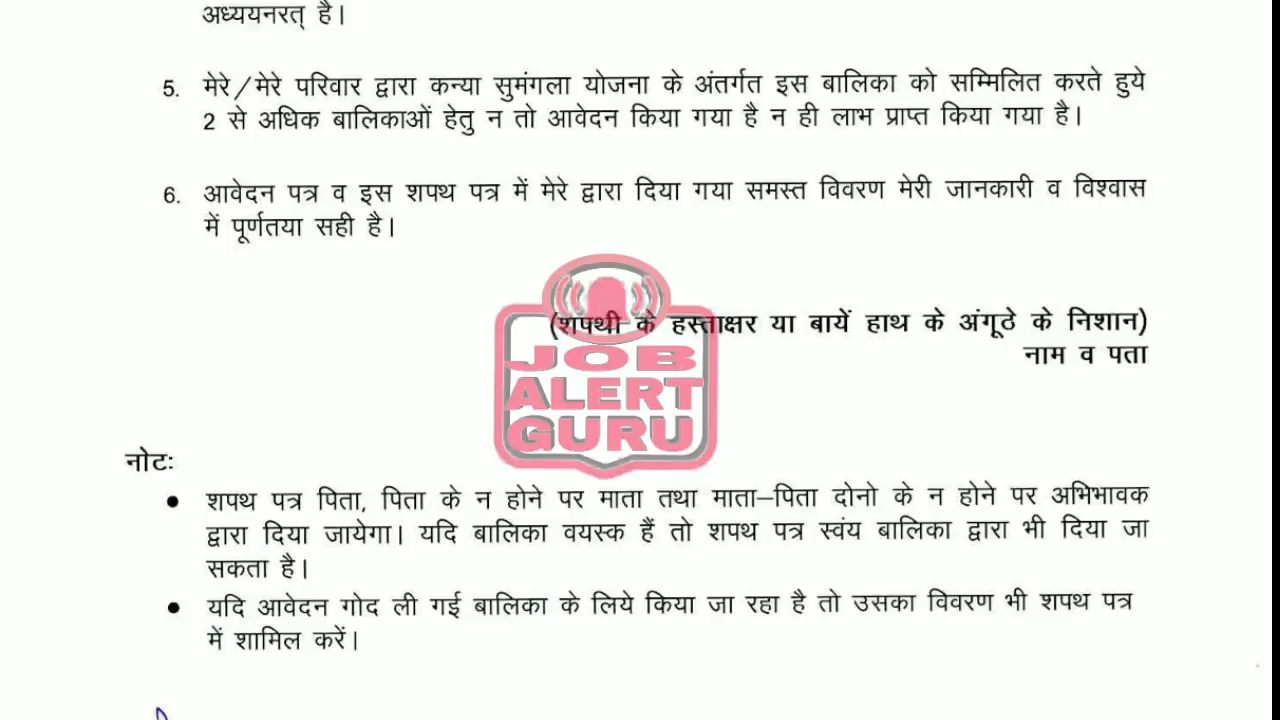 अध्ययनरत् है।
5. मेरे/मेरे परिवार द्वारा कन्या सुमंगला योजना के अंतर्गत इस बालिका को सम्मिलित करते हुये
2 से अधिक बालिकाओं हेतु न तो आवेदन किया गया है न ही लाभ प्राप्त किया गया है।
6. आवेदन पत्र व इस शपथ पत्र में मेरे द्वारा दिया गया समस्त विवरण मेरी जानकारी व विश्वास
में पूर्णतया सही है।
(शपथी के हस्ताक्षर या बायें हाथ के अंगूठे के निशान)
नाम व पता
JOB
ALERT
GURU
नोटः
• शपथ पत्र पिता, पिता के न होने पर माता तथा माता–पिता दोनो के न होने पर अभिभावक
द्वारा दिया जायेगा। यदि बालिका वयस्क हैं तो शपथ पत्र स्वंय बालिका द्वारा भी दिया जा
सकता है।
• यदि आवेदन गोद ली गई बालिका के लिये किया जा रहा है तो उसका विवरण भी शपथ पत्र
में शामिल करें।